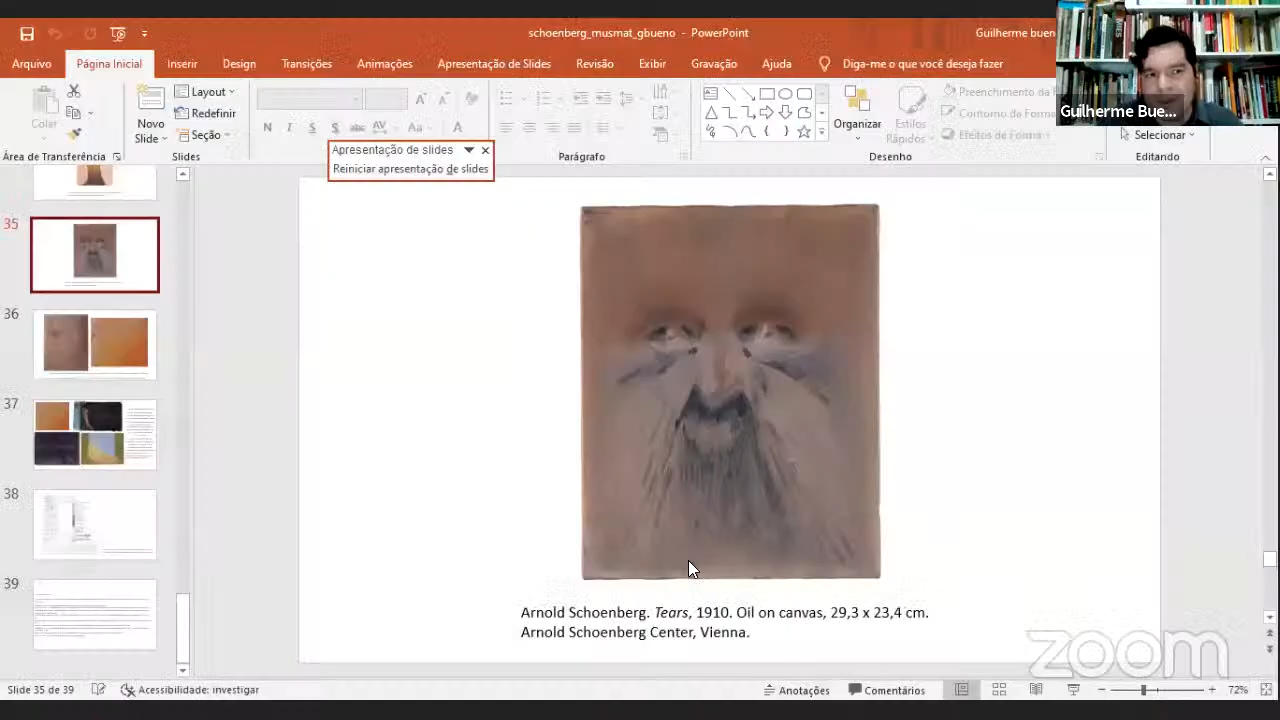 schoenberg_musmat_gbueno - PowerPoint
Guilherme bueno
Arquivo
Página Inicial
Inserir
Design
Transições
Animações
Apresentação de Slides
Revisão
Exibir
Gravação
Ajuda
Diga-me o que você deseja fazer
Guilherme Bue...
Colar
Novo
Slide
Layout
Redefinir
Seção
N I S S abc AV Aa A
Organizar
Estilos
Rápidos
Preenchimento da
Contorno da Forma
Efeitos de Forma
Selecionar
Área de Transferência
Slides
Parágrafo
Desenho
Editando
Apresentação de slides
Reiniciar apresentação de slides
35
36
37
38
39
Arnold Schoenberg. Tears, 1910. Oil on canvas, 29,3 x 23,4 cm.
Arnold Schoenberg Center, Vienna.
zoom
Slide 35 de 39
Acessibilidade: investigar
Anotações
Comentários
72%